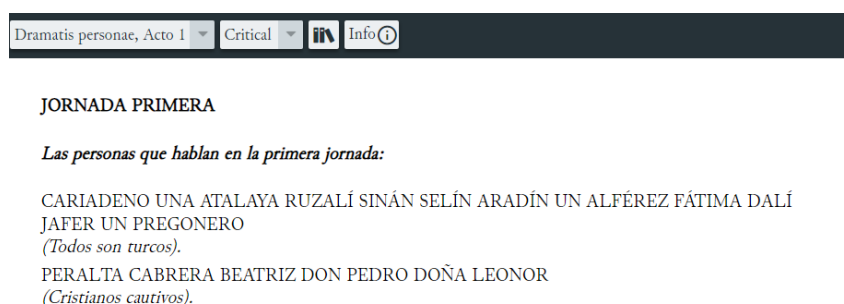 Dramatis personae, Acto 1 Critical Info
JORNADA PRIMERA
Las personas que hablan en la primera jornada:
CARIADENO UNA ATALAYA RUZALÍ SINÁN SELÍN ARADÍN UN ALFÉREZ FÁTIMA DALÍ
JAFER UN PREGONERO
(Todos son turcos).
PERALTA CABRERA BEATRIZ DON PEDRO DOÑA LEONOR
(Cristianos cautivos).